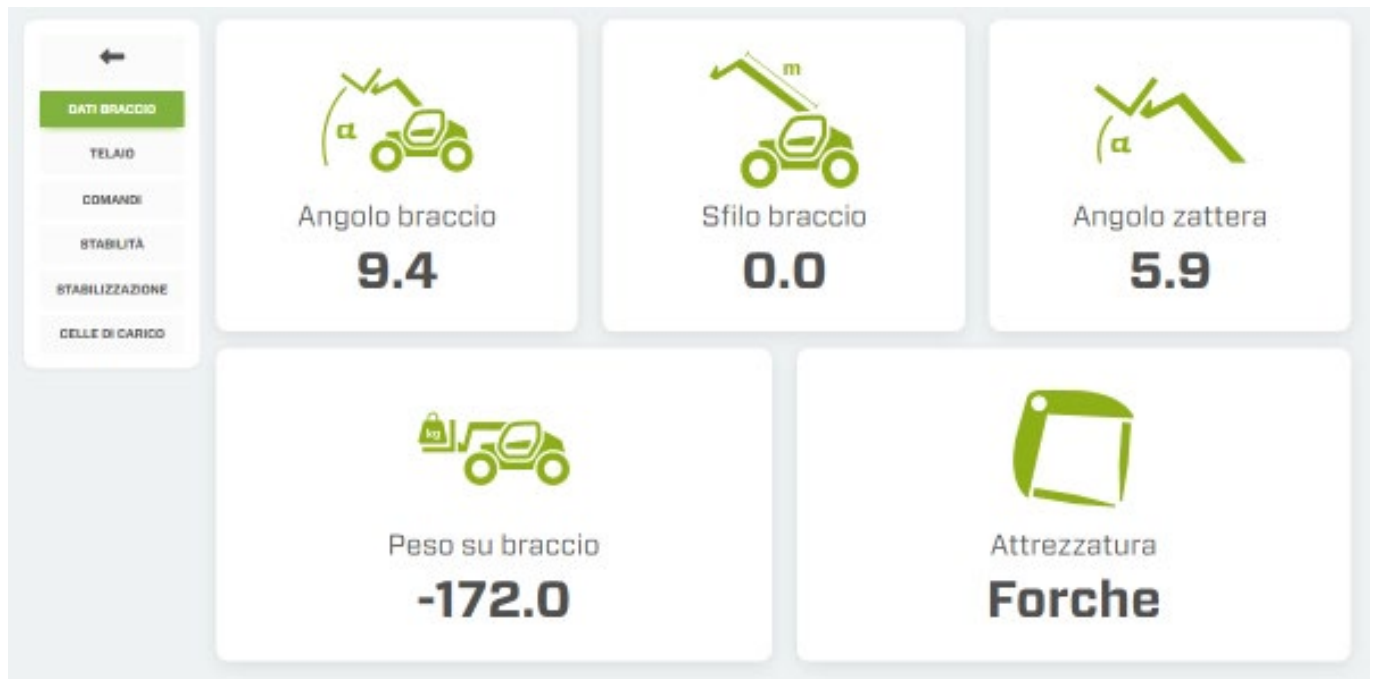 DATI BRACCIO
TELAIO
COMANDI
STABILITÀ
STABILIZZAZIONE
CELLE DI CARICO
α
Angolo braccio
9.4
m
Sfilo braccio
0.0
α
Angolo zattera
5.9
kg
Peso su braccio
-172.0
Attrezzatura
Forche